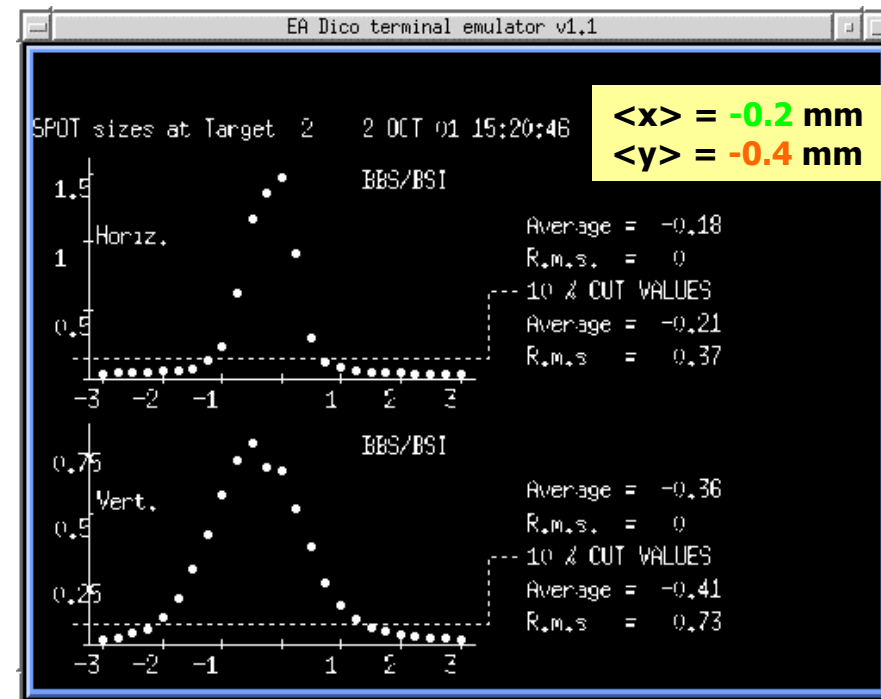 EA Dico terminal emulator v1.1
SPOT sizes at Target 2 2 OCT 01 15:20:46
<x> = -0.2 mm
<y> = -0.4 mm
BBS/BSI
1.5
Horiz.
1
0.5
-3 -2 -1 1 2 3
Average = -0.18
R.m.s. = 0
10 % CUT VALUES
Average = -0.21
R.m.s = 0.37
BBS/BSI
0.75
Vert.
0.5
0.25
-3 -2 -1 1 2 3
Average = -0.36
R.m.s. = 0
10 % CUT VALUES
Average = -0.41
R.m.s = 0.73